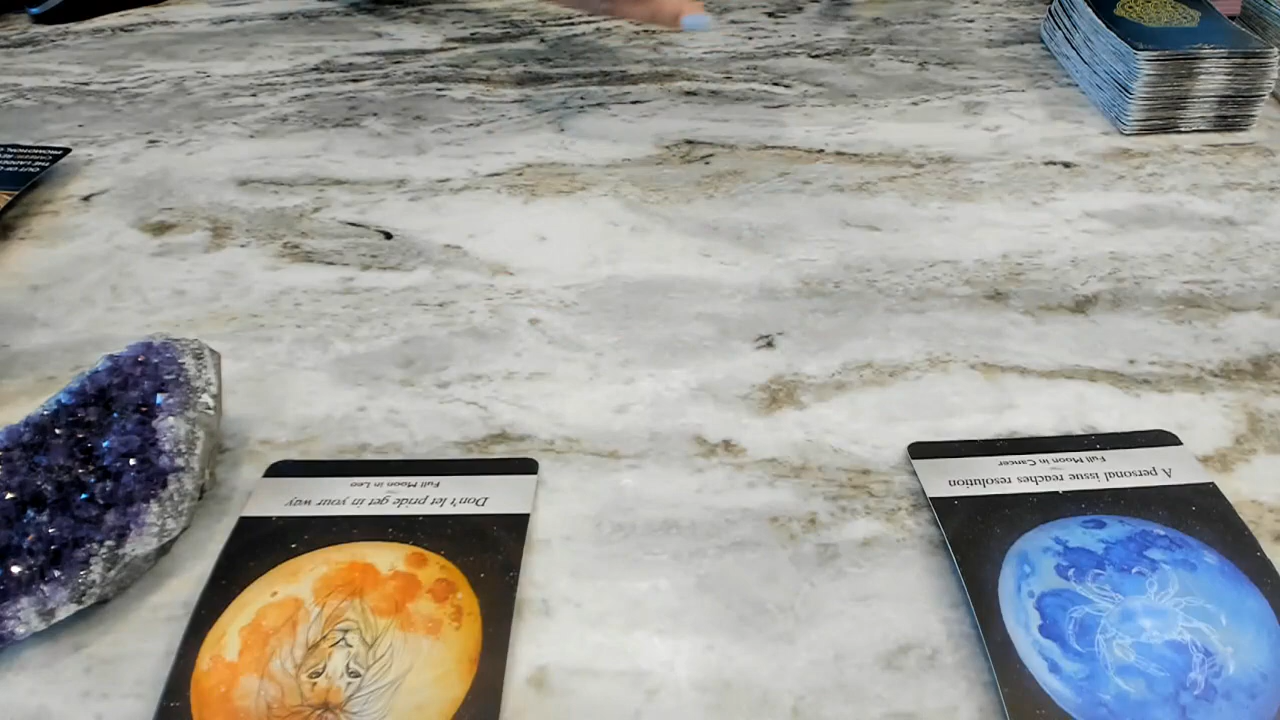 Don't let pride get in your way
Full Moon in Leo
A personal issue reaches resolution
Full Moon in Cancer